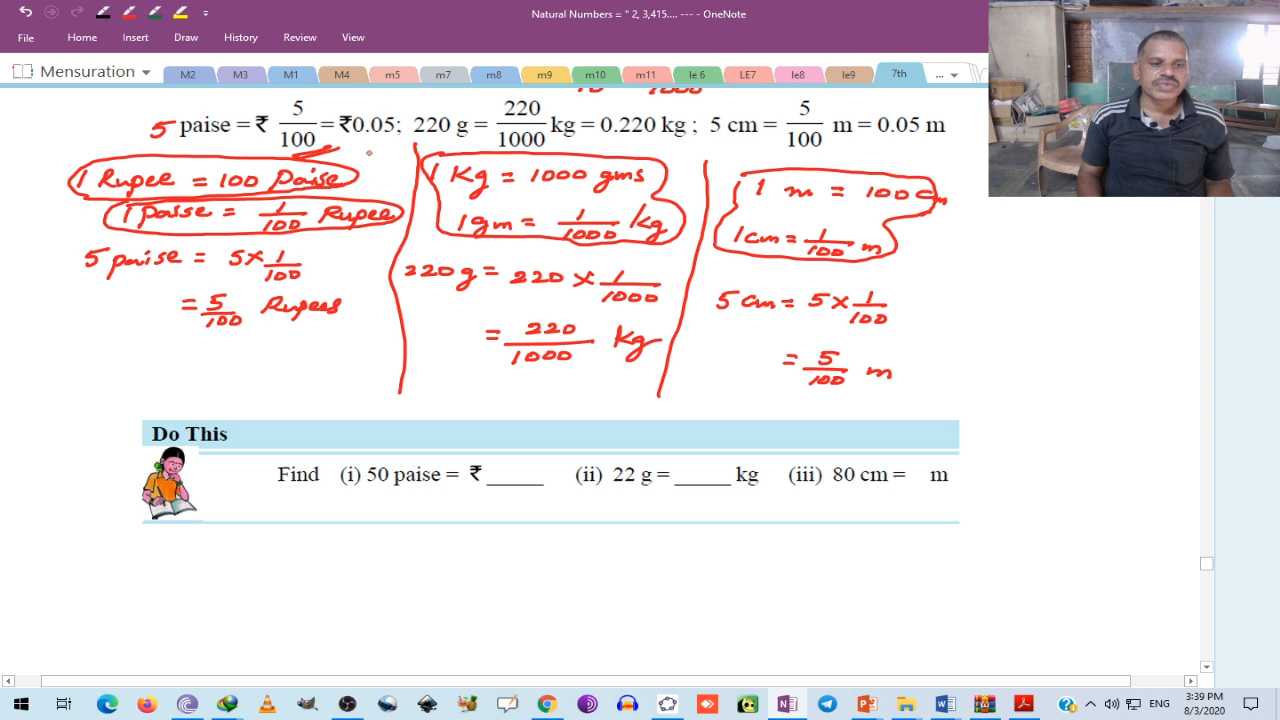 Natural Numbers = " 2, 3,415.... --- - OneNote
File Home Insert Draw History Review View
Mensuration M2 M3 M1 M4 m5 m7 m8 m9 m10 m11 le 6 LE7 le8 le9 7th ...
5 paise = ₹ 5/100 = ₹0.05; 220 g = 220/1000 kg = 0.220 kg ; 5 cm = 5/100 m = 0.05 m
1 Rupee = 100 Paise
1 paise = 1/100 Rupee
5 paise = 5×1/100
= 5/100 Rupees
1 Kg = 1000 gms
1gm = 1/1000 kg
220 g = 220 × 1/1000
= 220/1000 Kg
1 m = 100 cm
1cm = 1/100 m
5 cm = 5×1/100
= 5/100 m
Do This
Find (i) 50 paise = ₹ _____ (ii) 22 g = _____ kg (iii) 80 cm = m
ENG
3:39 PM
8/3/2020